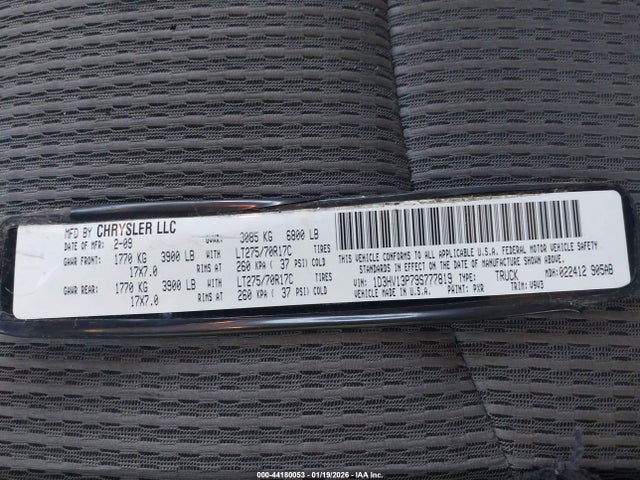 MFD BY CHRYSLER LLC
DATE OF MFR: 2-09 GVWR: 3085 KG 6800 LB
GAWR FRONT: 1770 KG 3900 LB WITH LT275/70R17C TIRES
17X7.0 RIMS AT 260 KPA ( 37 PSI) COLD
GAWR REAR: 1770 KG 3900 LB WITH LT275/70R17C TIRES
17X7.0 RIMS AT 260 KPA ( 37 PSI) COLD
THIS VEHICLE CONFORMS TO ALL APPLICABLE U.S.A. FEDERAL MOTOR VEHICLE SAFETY
STANDARDS IN EFFECT ON THE DATE OF MANUFACTURE SHOWN ABOVE.
VIN: 1D3HV13P79S777819 TYPE: TRUCK MDH: 022412 905AB
VEHICLE MADE IN U.S.A. PAINT: PXR TRIM: V9V3
000-44160053 - 01/19/2026 - IAA Inc.